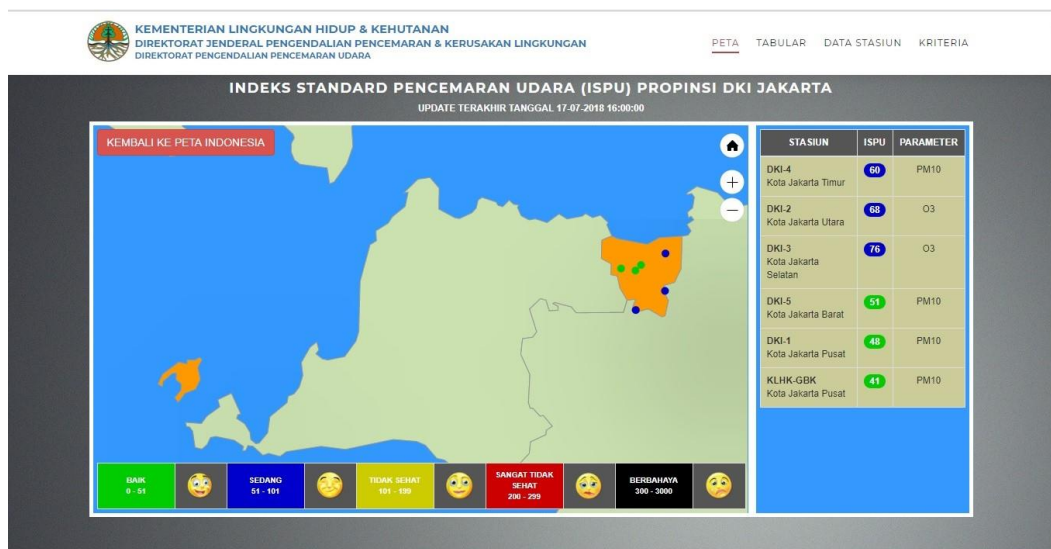 KEMENTERIAN LINGKUNGAN HIDUP & KEHUTANAN
DIREKTORAT JENDERAL PENGENDALIAN PENCEMARAN & KERUSAKAN LINGKUNGAN
DIREKTORAT PENGENDALIAN PENCEMARAN UDARA
PETA TABULAR DATA STASIUN KRITERIA
INDEKS STANDARD PENCEMARAN UDARA (ISPU) PROPINSI DKI JAKARTA
UPDATE TERAKHIR TANGGAL 17-07-2018 16:00:00
KEMBALI KE PETA INDONESIA
+
−
STASIUN ISPU PARAMETER
DKI-4 60 PM10
Kota Jakarta Timur
DKI-2 68 O3
Kota Jakarta Utara
DKI-3 76 O3
Kota Jakarta
Selatan
DKI-5 51 PM10
Kota Jakarta Barat
DKI-1 48 PM10
Kota Jakarta Pusat
KLHK-GBK 41 PM10
Kota Jakarta Pusat
BAIK
0 - 51
SEDANG
51 - 101
TIDAK SEHAT
101 - 199
SANGAT TIDAK
SEHAT
200 - 299
BERBAHAYA
300 - 3000